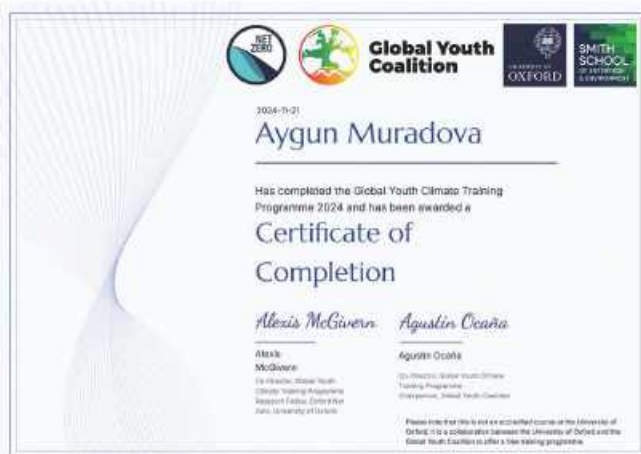 NET
ZERO
Global Youth
Coalition
UNIVERSITY OF
OXFORD
SMITH
SCHOOL
OF ENTERPRISE
& ENVIRONMENT
2024-11-21
Aygun Muradova
Has completed the Global Youth Climate Training
Programme 2024 and has been awarded a
Certificate of
Completion
Alexis McGivern
Agustin Ocaña
Alexis
McGivern
Co-Director, Global Youth
Climate Training Programme
Research Fellow, Oxford Net
Zero, University of Oxford
Agustin Ocaña
Co-Director, Global Youth Climate
Training Programme
Chairperson, Global Youth Coalition
Please note that this is not an accredited course at the University of
Oxford; it is a collaboration between the University of Oxford and the
Global Youth Coalition to offer a free training programme.